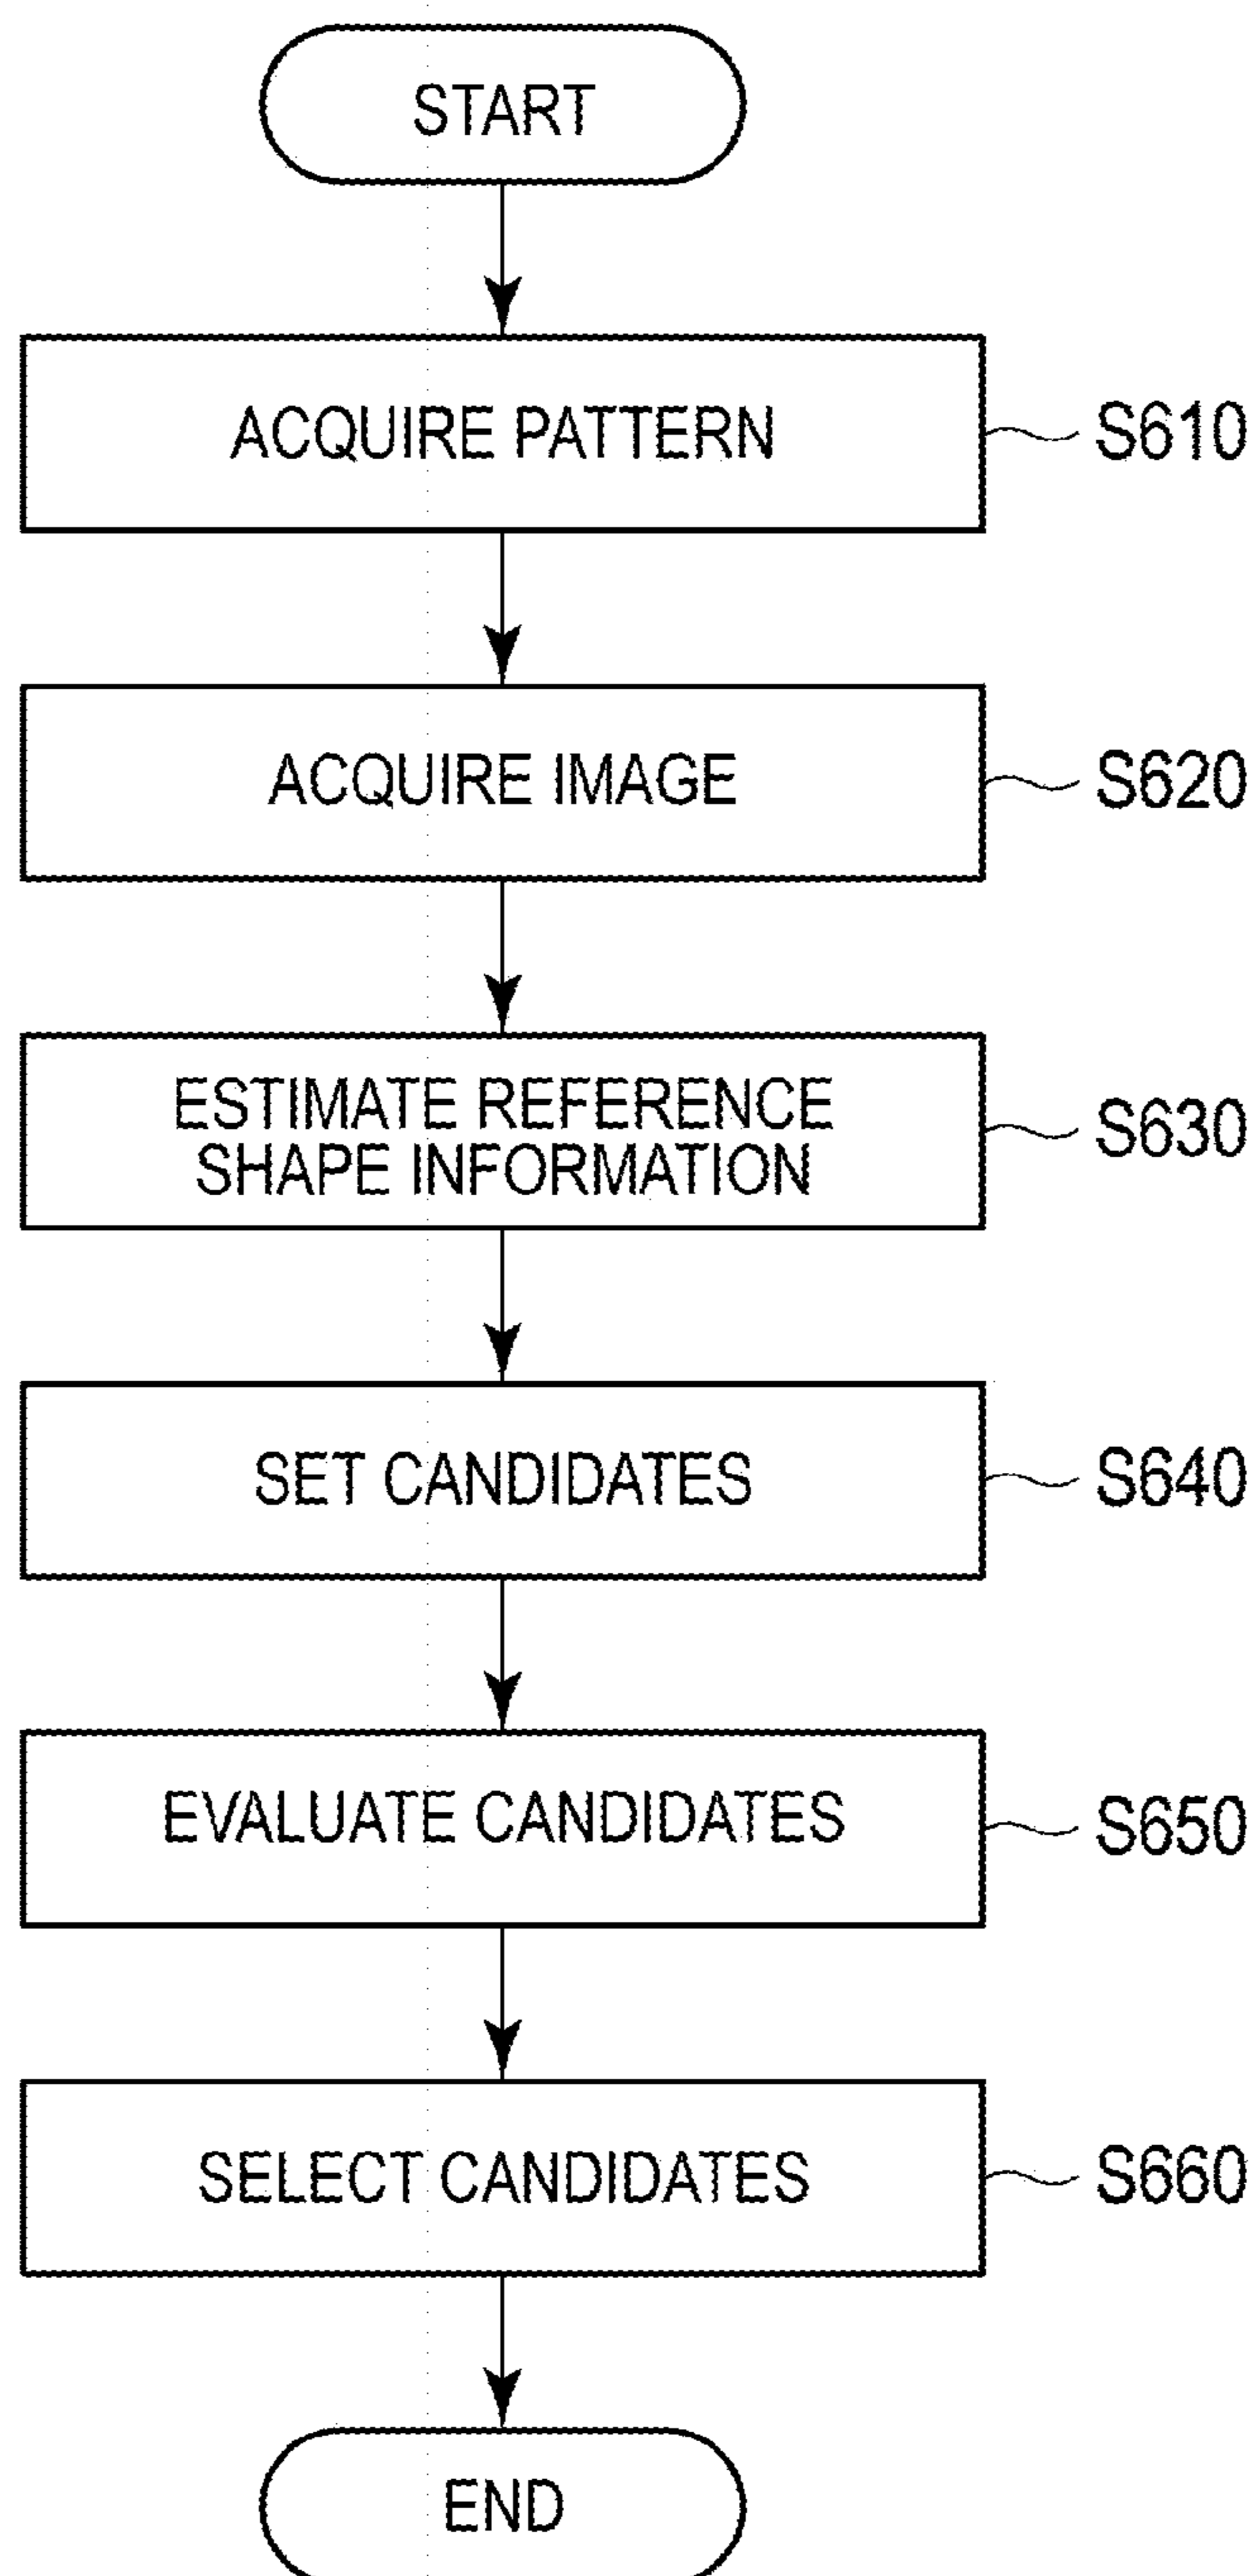 START
ACQUIRE PATTERN
S610
ACQUIRE IMAGE
S620
ESTIMATE REFERENCE
SHAPE INFORMATION
S630
SET CANDIDATES
S640
EVALUATE CANDIDATES
S650
SELECT CANDIDATES
S660
END